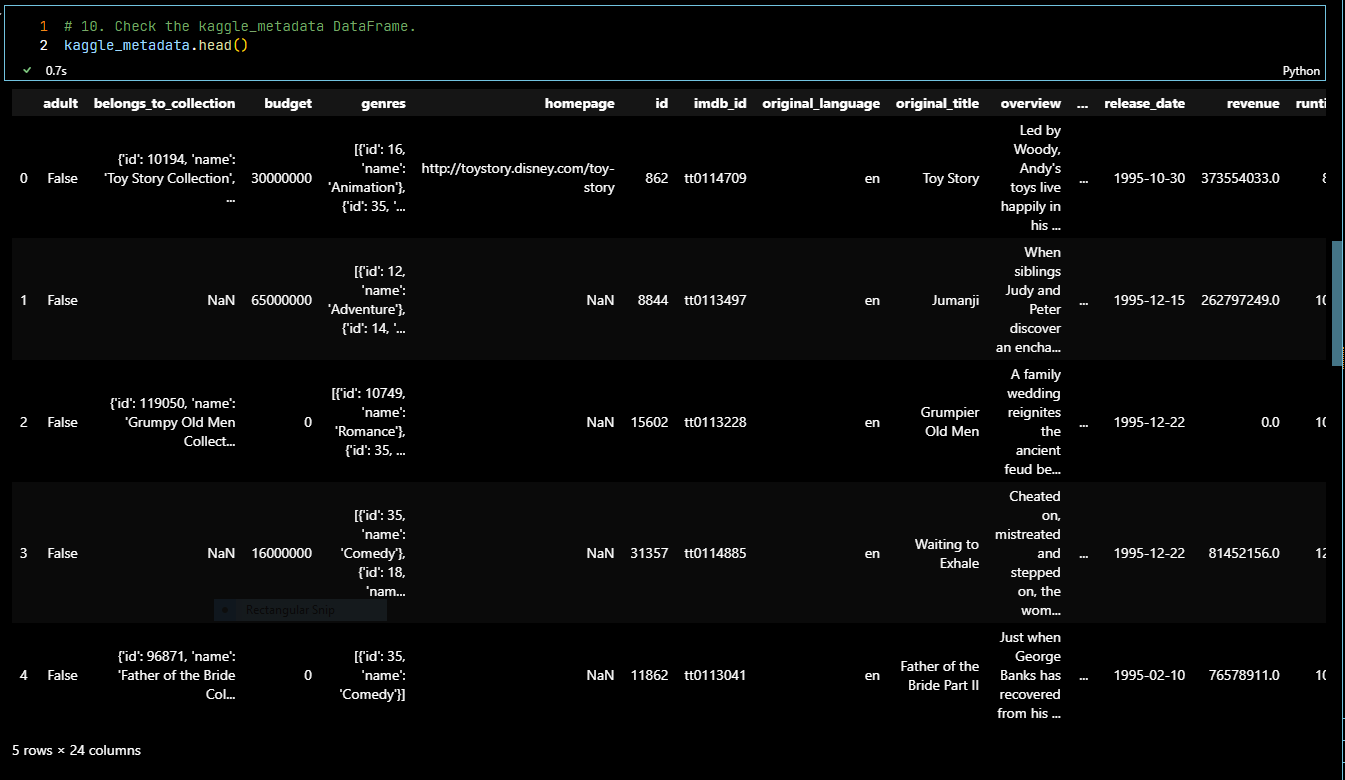 1 # 10. Check the kaggle_metadata DataFrame.
2 kaggle_metadata.head()
0.7s Python
adult belongs_to_collection budget genres homepage id imdb_id original_language original_title overview ... release_date revenue runti
0 False {'id': 10194, 'name': 'Toy Story Collection', ... 30000000 [{'id': 16, 'name': 'Animation'}, {'id': 35, '... http://toystory.disney.com/toy-story 862 tt0114709 en Toy Story Led by Woody, Andy's toys live happily in his ... ... 1995-10-30 373554033.0 8
1 False NaN 65000000 [{'id': 12, 'name': 'Adventure'}, {'id': 14, '... NaN 8844 tt0113497 en Jumanji When siblings Judy and Peter discover an encha... ... 1995-12-15 262797249.0 10
2 False {'id': 119050, 'name': 'Grumpy Old Men Collect... 0 [{'id': 10749, 'name': 'Romance'}, {'id': 35, ... NaN 15602 tt0113228 en Grumpier Old Men A family wedding reignites the ancient feud be... ... 1995-12-22 0.0 10
3 False NaN 16000000 [{'id': 35, 'name': 'Comedy'}, {'id': 18, 'nam... NaN 31357 tt0114885 en Waiting to Exhale Cheated on, mistreated and stepped on, the wom... ... 1995-12-22 81452156.0 12
Rectangular Snip
4 False {'id': 96871, 'name': 'Father of the Bride Col... 0 [{'id': 35, 'name': 'Comedy'}] NaN 11862 tt0113041 en Father of the Bride Part II Just when George Banks has recovered from his ... ... 1995-02-10 76578911.0 10
5 rows × 24 columns